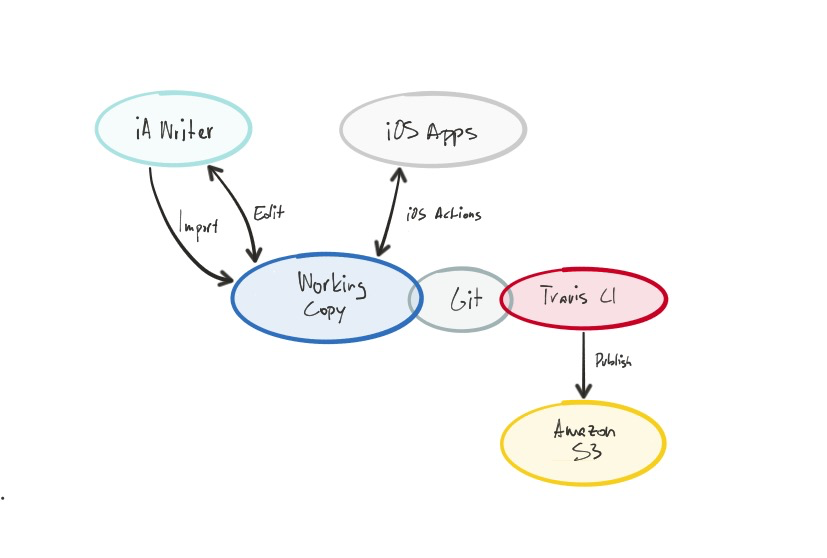 iA Writer
iOS Apps
Import
Edit
iOS Actions
Working
Copy
Git
Travis CI
Publish
Amazon
S3